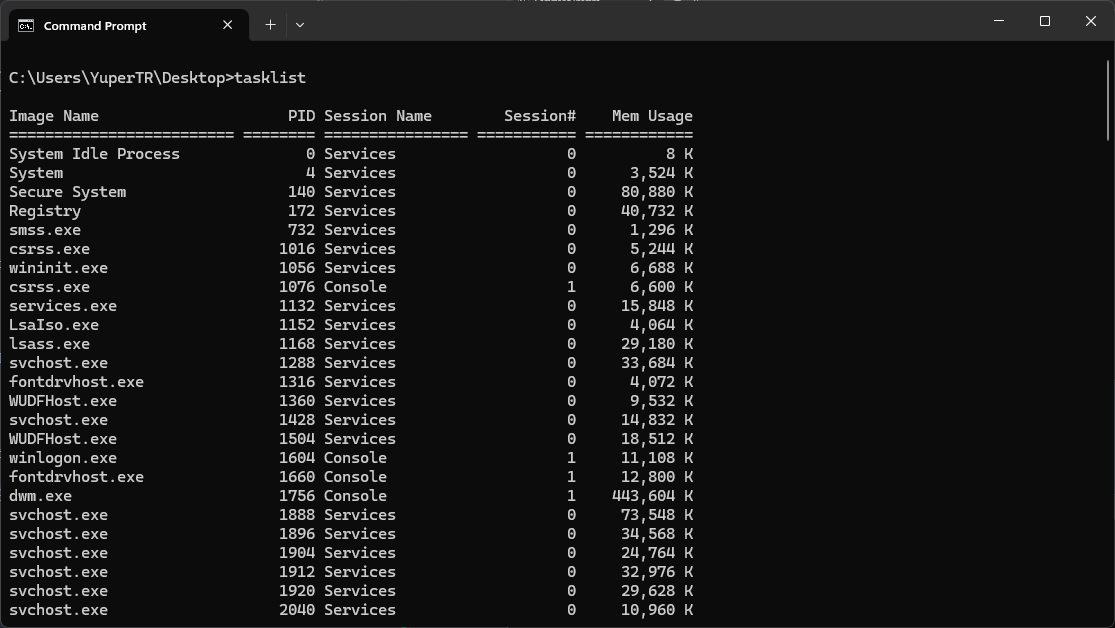 Command Prompt
C:\Users\YuperTR\Desktop>tasklist
Image Name                     PID Session Name        Session#    Mem Usage
========================= ======== ================ =========== ============
System Idle Process              0 Services                   0          8 K
System                           4 Services                   0      3,524 K
Secure System                  140 Services                   0     80,880 K
Registry                       172 Services                   0     40,732 K
smss.exe                       732 Services                   0      1,296 K
csrss.exe                     1016 Services                   0      5,244 K
wininit.exe                   1056 Services                   0      6,688 K
csrss.exe                     1076 Console                    1      6,600 K
services.exe                  1132 Services                   0     15,848 K
LsaIso.exe                    1152 Services                   0      4,064 K
lsass.exe                     1168 Services                   0     29,180 K
svchost.exe                   1288 Services                   0     33,684 K
fontdrvhost.exe               1316 Services                   0      4,072 K
WUDFHost.exe                  1360 Services                   0      9,532 K
svchost.exe                   1428 Services                   0     14,832 K
WUDFHost.exe                  1504 Services                   0     18,512 K
winlogon.exe                  1604 Console                    1     11,108 K
fontdrvhost.exe               1660 Console                    1     12,800 K
dwm.exe                       1756 Console                    1    443,604 K
svchost.exe                   1888 Services                   0     73,548 K
svchost.exe                   1896 Services                   0     34,568 K
svchost.exe                   1904 Services                   0     24,764 K
svchost.exe                   1912 Services                   0     32,976 K
svchost.exe                   1920 Services                   0     29,628 K
svchost.exe                   2040 Services                   0     10,960 K